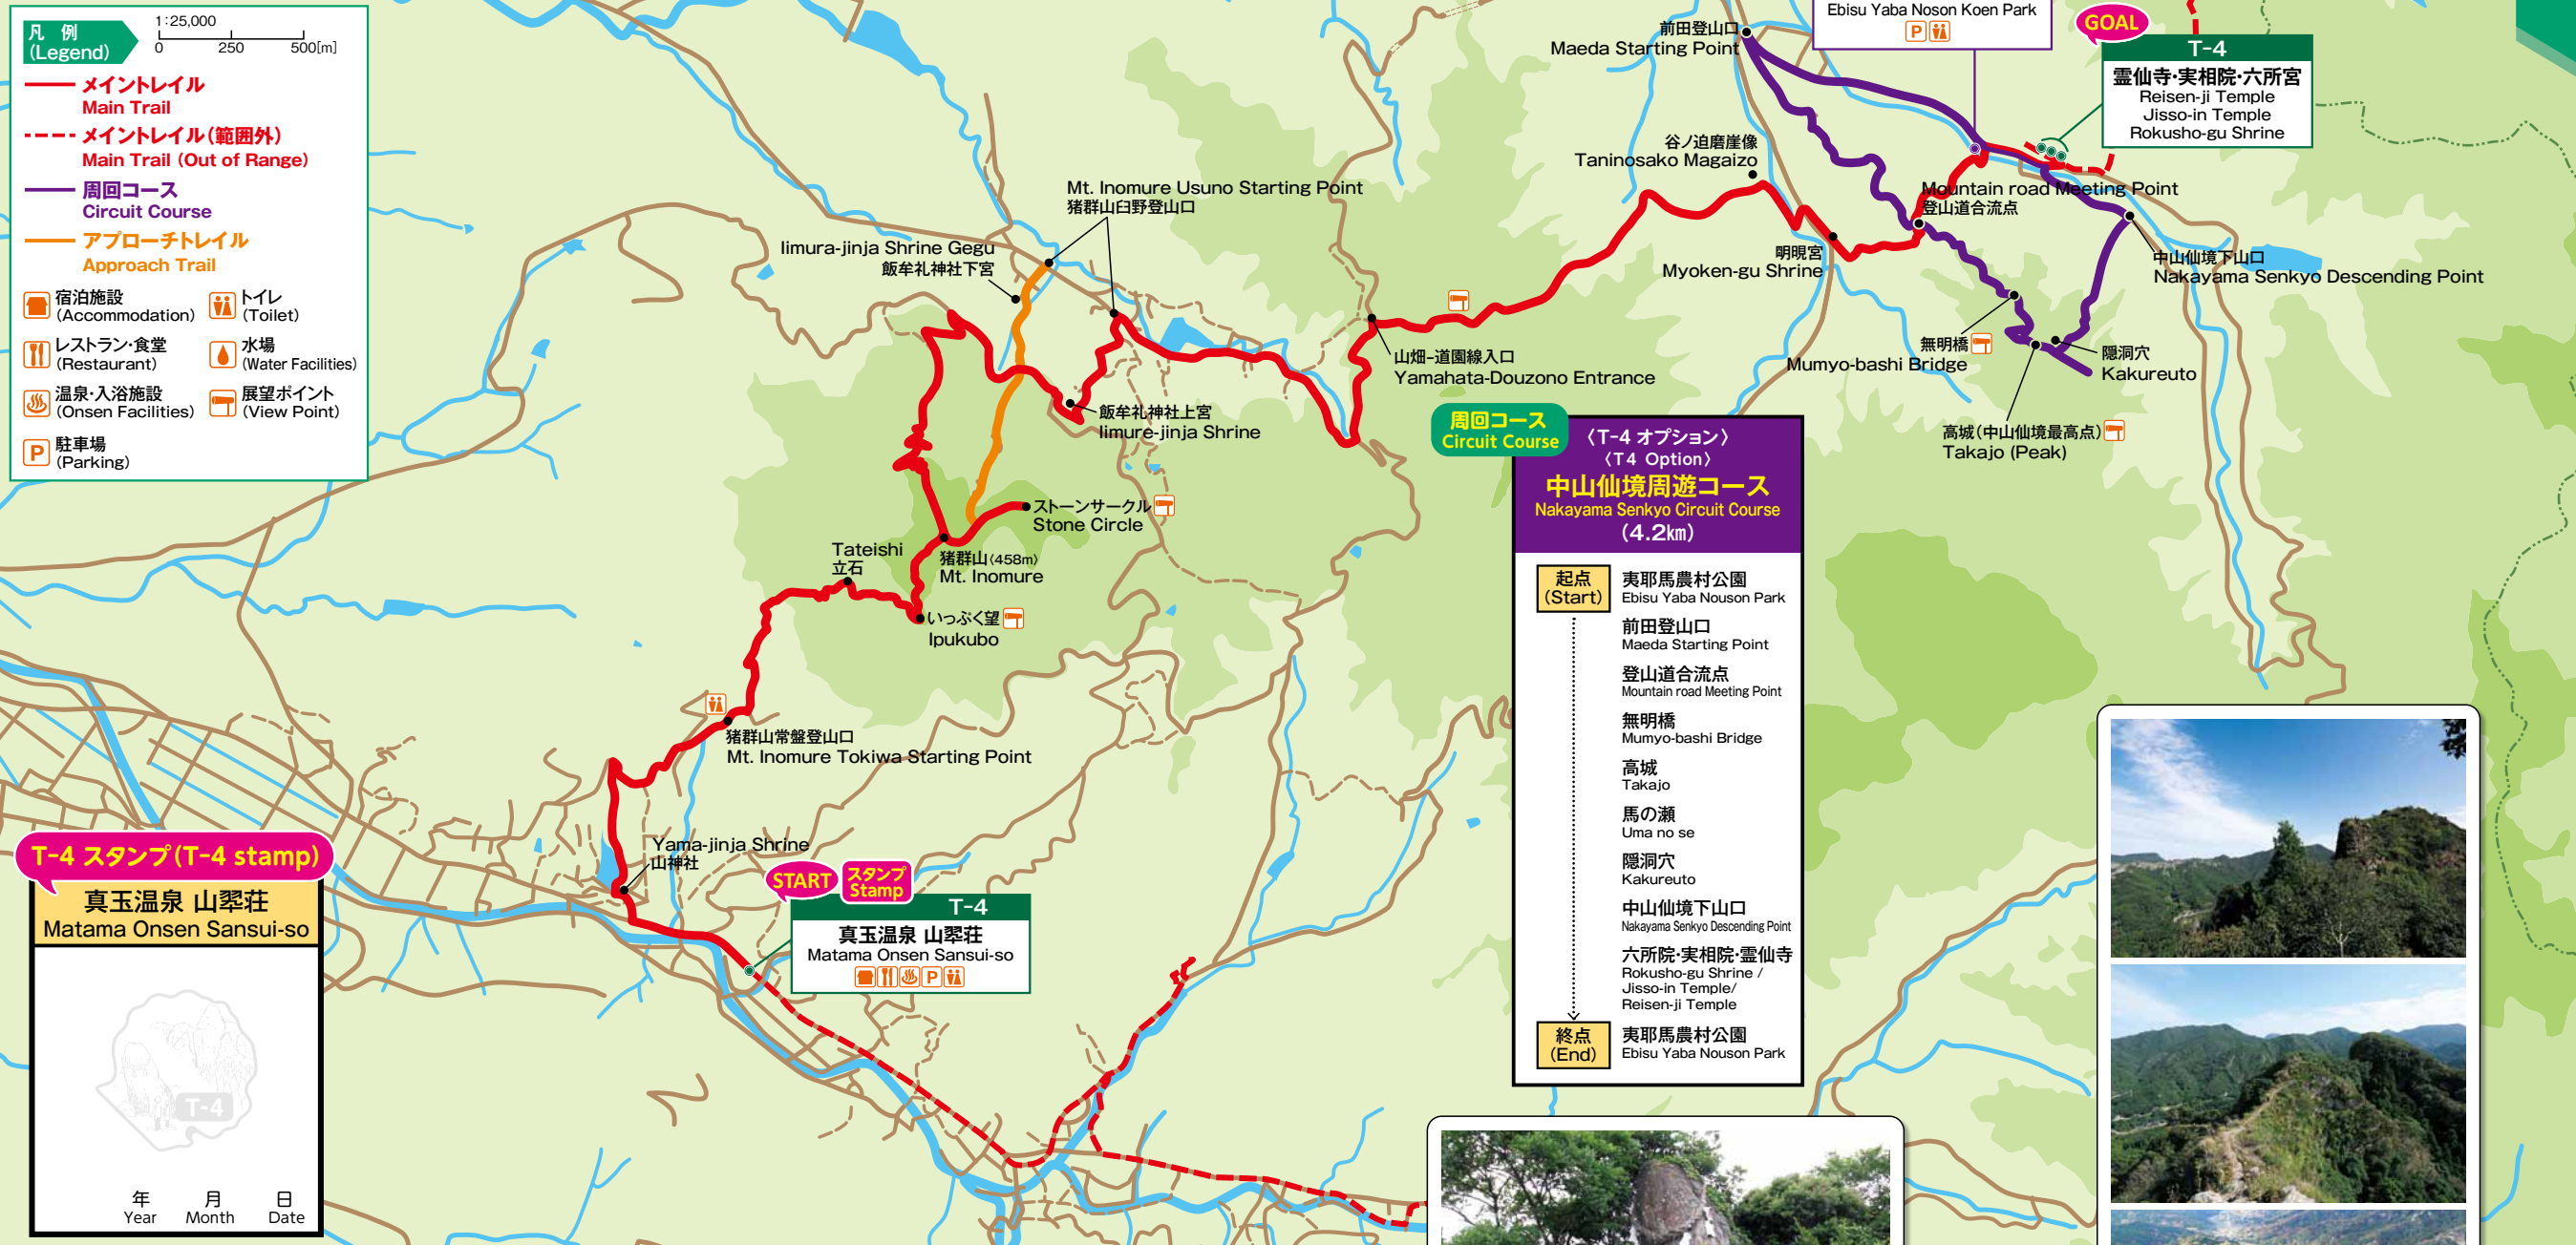 凡 例
(Legend)
1:25,000
0 250 500[m]
メイントレイル
Main Trail
メイントレイル(範囲外)
Main Trail (Out of Range)
周回コース
Circuit Course
アプローチトレイル
Approach Trail
宿泊施設
(Accommodation)
トイレ
(Toilet)
レストラン・食堂
(Restaurant)
水場
(Water Facilities)
温泉・入浴施設
(Onsen Facilities)
展望ポイント
(View Point)
P
駐車場
(Parking)
Ebisu Yaba Noson Koen Park
P
前田登山口
Maeda Starting Point
GOAL
T-4
霊仙寺・実相院・六所宮
Reisen-ji Temple
Jisso-in Temple
Rokusho-gu Shrine
谷ノ迫磨崖像
Taninosako Magaizo
Mountain road Meeting Point
登山道合流点
明現宮
Myoken-gu Shrine
中山仙境下山口
Nakayama Senkyo Descending Point
無明橋
Mumyo-bashi Bridge
隠洞穴
Kakureuto
高城(中山仙境最高点)
Takajo (Peak)
Mt. Inomure Usuno Starting Point
猪群山臼野登山口
Iimura-jinja Shrine Gegu
飯牟礼神社下宮
山畑-道園線入口
Yamahata-Douzono Entrance
飯牟礼神社上宮
Iimure-jinja Shrine
ストーンサークル
Stone Circle
猪群山(458m)
Mt. Inomure
Tateishi
立石
いっぷく望
Ipukubo
猪群山常盤登山口
Mt. Inomure Tokiwa Starting Point
Yama-jinja Shrine
山神社
START
スタンプ
Stamp
T-4
真玉温泉 山翠荘
Matama Onsen Sansui-so
P
T-4 スタンプ(T-4 stamp)
真玉温泉 山翠荘
Matama Onsen Sansui-so
T-4
年 月 日
Year Month Date
周回コース
Circuit Course
〈T-4 オプション〉
〈T4 Option〉
中山仙境周遊コース
Nakayama Senkyo Circuit Course
(4.2km)
起点
(Start)
夷耶馬農村公園
Ebisu Yaba Nouson Park
前田登山口
Maeda Starting Point
登山道合流点
Mountain road Meeting Point
無明橋
Mumyo-bashi Bridge
高城
Takajo
馬の瀬
Uma no se
隠洞穴
Kakureuto
中山仙境下山口
Nakayama Senkyo Descending Point
六所院・実相院・霊仙寺
Rokusho-gu Shrine /
Jisso-in Temple/
Reisen-ji Temple
終点
(End)
夷耶馬農村公園
Ebisu Yaba Nouson Park